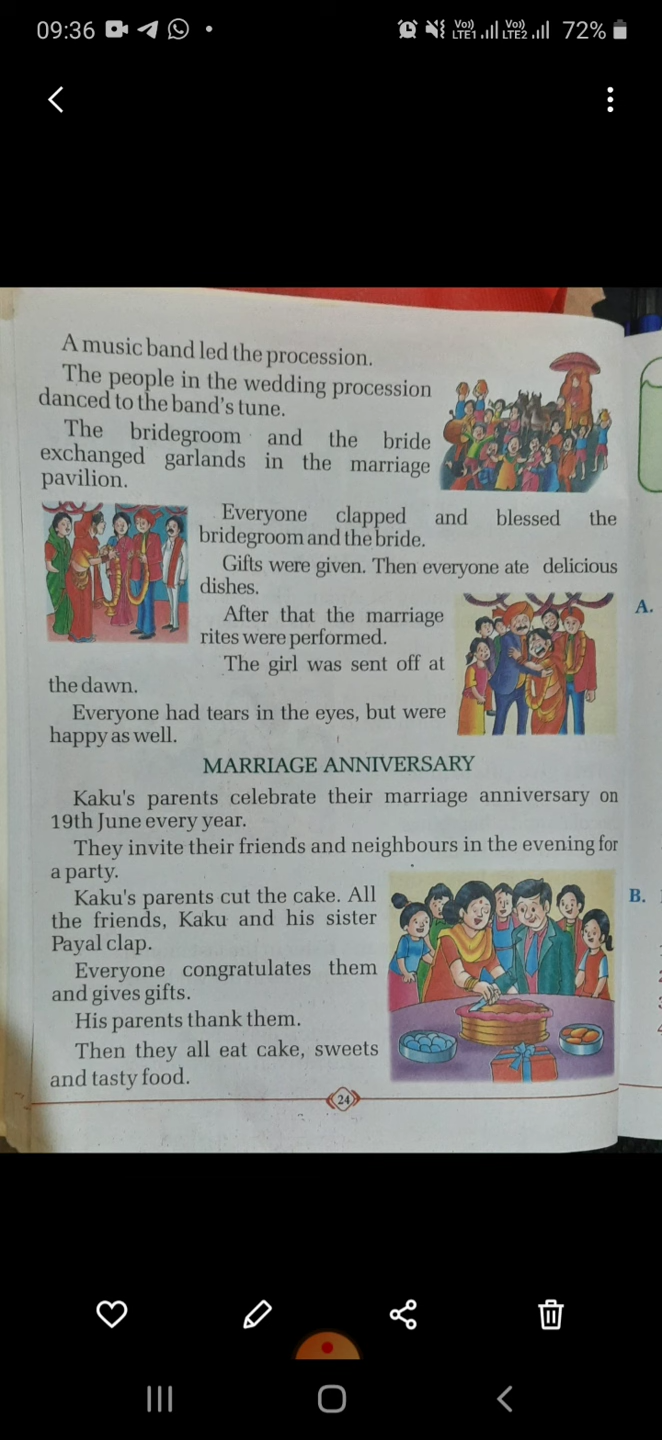 09:36
Vo)) LTE1 Vo)) LTE2 72%
A music band led the procession.
The people in the wedding procession
danced to the band's tune.
The bridegroom and the bride
exchanged garlands in the marriage
pavilion.
Everyone clapped and blessed the
bridegroom and the bride.
Gifts were given. Then everyone ate delicious
dishes.
After that the marriage
rites were performed.
The girl was sent off at
the dawn.
Everyone had tears in the eyes, but were
happy as well.
MARRIAGE ANNIVERSARY
Kaku's parents celebrate their marriage anniversary on
19th June every year.
They invite their friends and neighbours in the evening for
a party.
Kaku's parents cut the cake. All
the friends, Kaku and his sister
Payal clap.
Everyone congratulates them
and gives gifts.
His parents thank them.
Then they all eat cake, sweets
and tasty food.
24
A.
B.